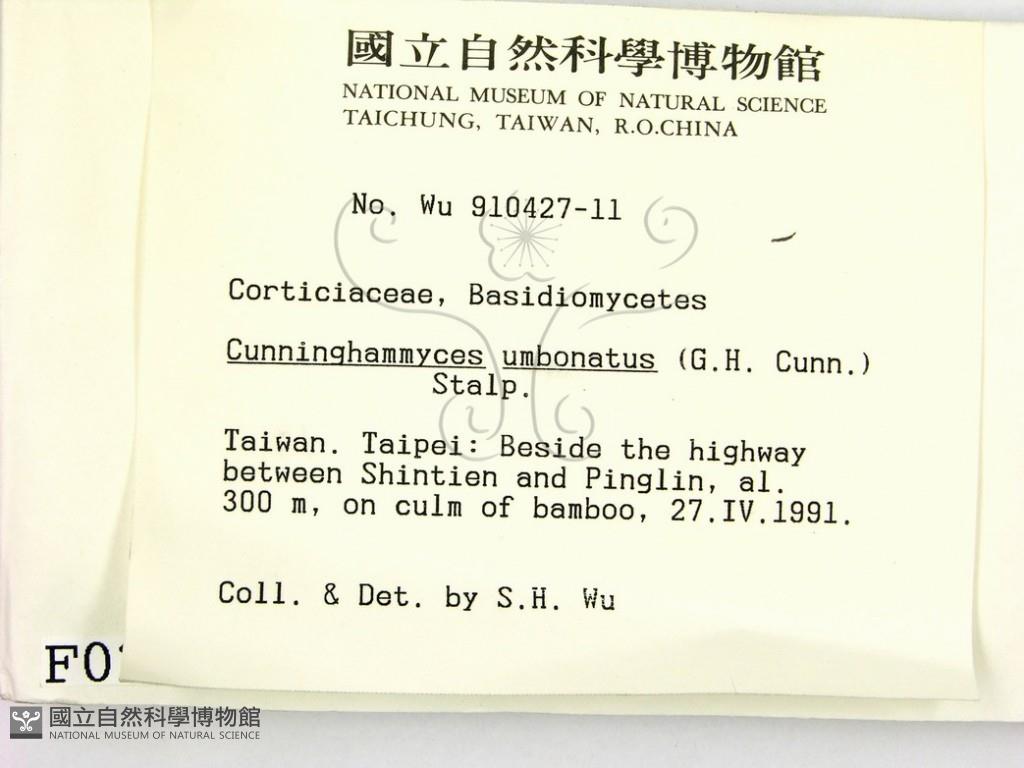 國立自然科學博物館
NATIONAL MUSEUM OF NATURAL SCIENCE
TAICHUNG, TAIWAN, R.O.CHINA
No. Wu 910427-11
Corticiaceae, Basidiomycetes
Cunninghammyces umbonatus (G.H. Cunn.)
Stalp.
Taiwan. Taipei: Beside the highway
between Shintien and Pinglin, al.
300 m, on culm of bamboo, 27.IV.1991.
Coll. & Det. by S.H. Wu
F0
國立自然科學博物館
NATIONAL MUSEUM OF NATURAL SCIENCE